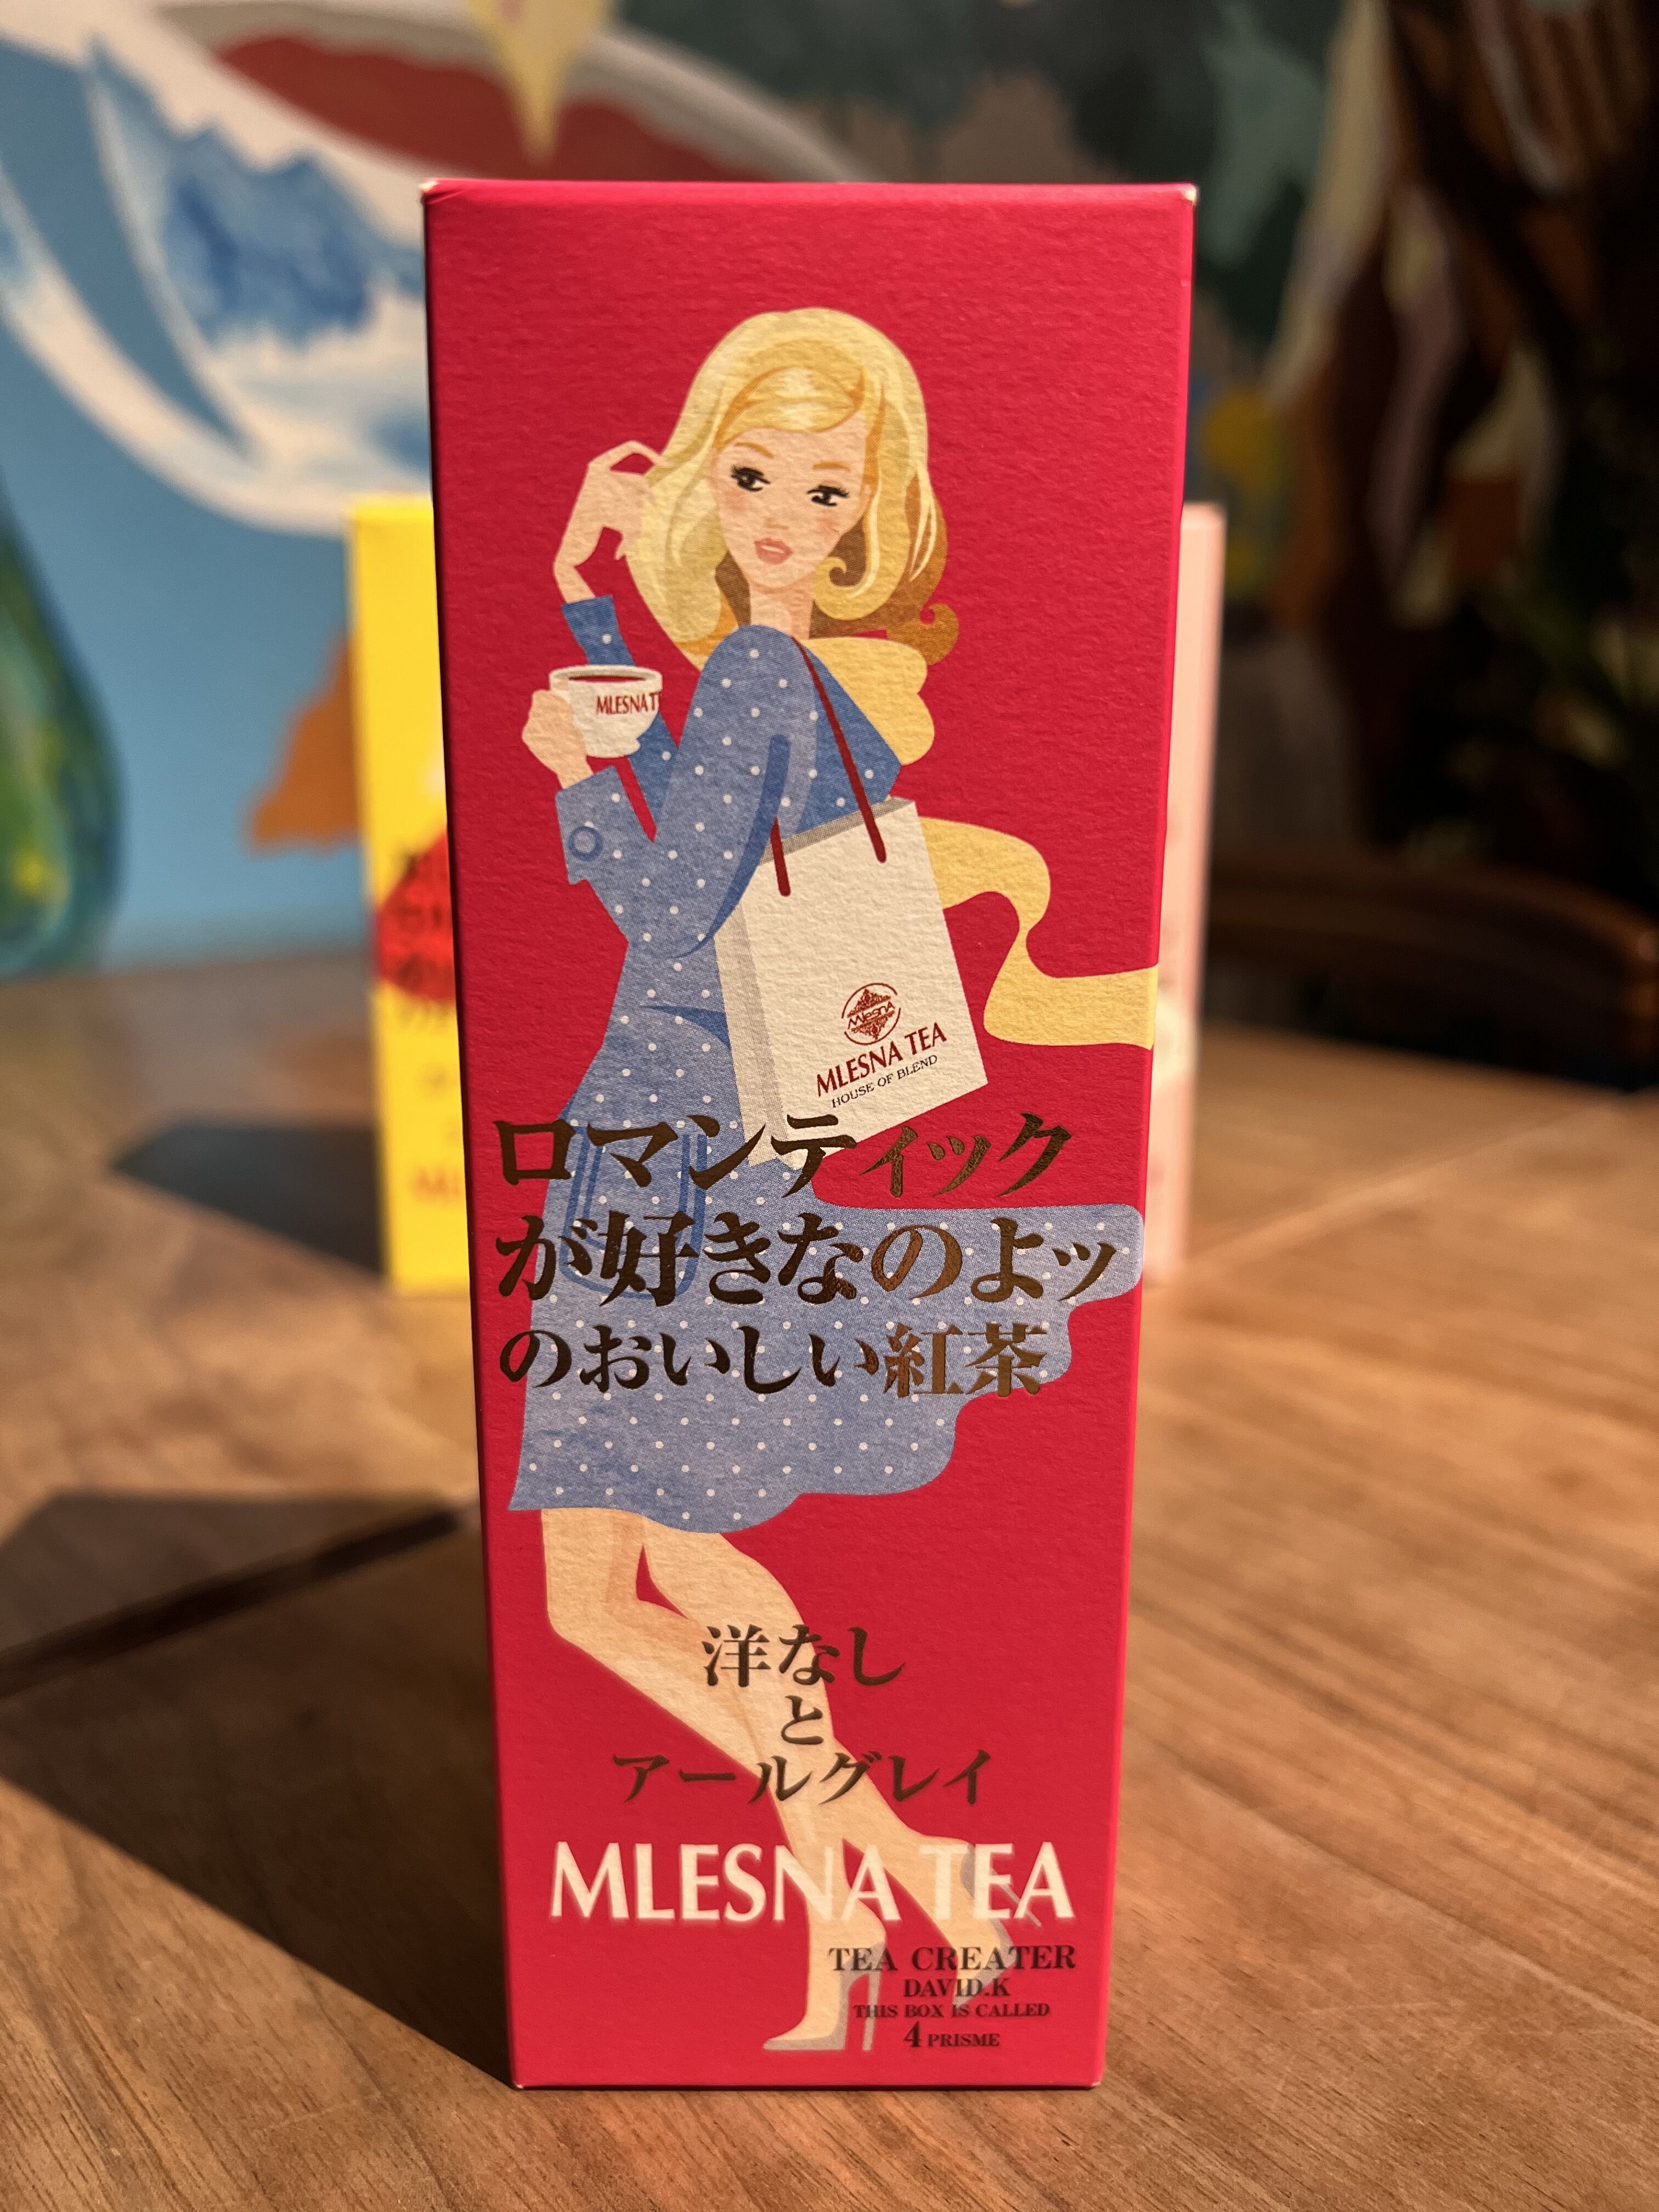 MLESNA T
Mlesna
MLESNA TEA
HOUSE OF BLEND
ロマンティック
が好きなのよッ
のおいしい紅茶
洋なし
と
アールグレイ
MLESNA TEA
TEA CREATER
DAVID.K
THIS BOX IS CALLED
4 PRISME